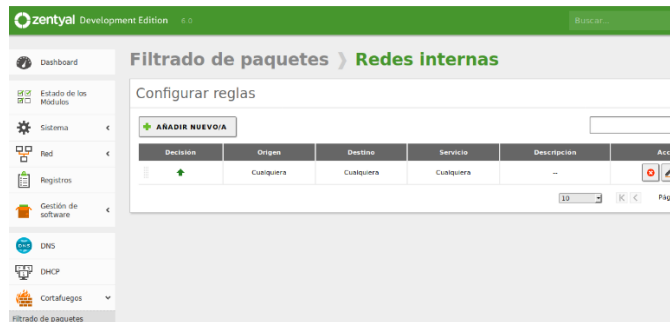 zentyal Development Edition 6.0
Buscar...
Dashboard
Estado de los
Módulos
Sistema
Red
Registros
Gestión de
software
DNS
DHCP
Cortafuegos
Filtrado de paquetes
Filtrado de paquetes › Redes internas
Configurar reglas
+ AÑADIR NUEVO/A
Decisión Origen Destino Servicio Descripción Acc
Cualquiera Cualquiera Cualquiera --
10 Pág